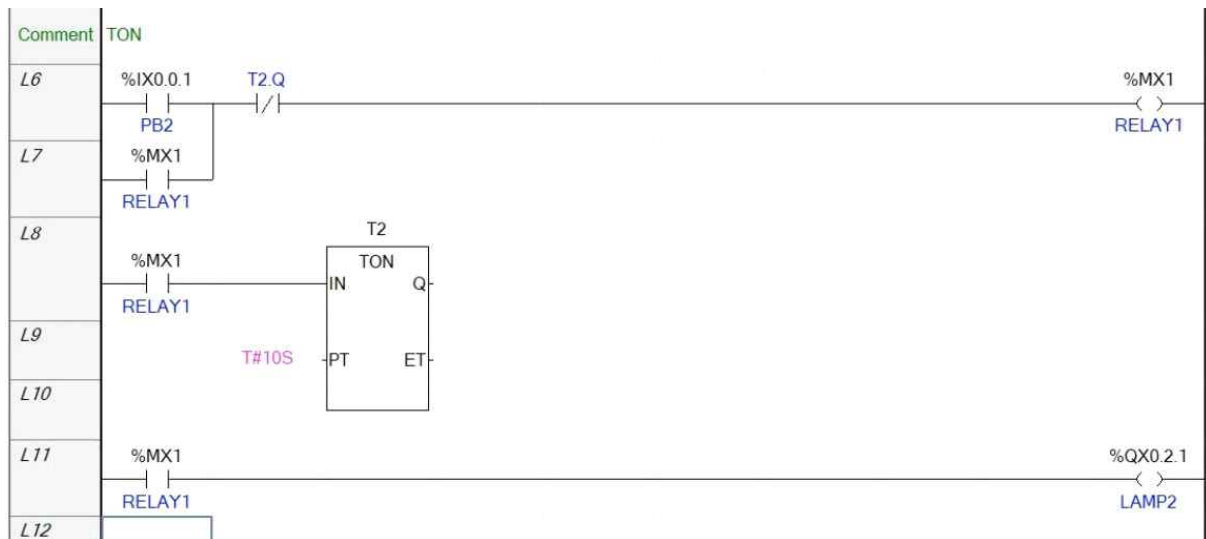 Comment TON
L6 %IX0.0.1 T2.Q %MX1
PB2 RELAY1
L7 %MX1
RELAY1
L8 T2
%MX1 TON
IN Q
RELAY1
L9
T#10S PT ET
L10
L11 %MX1 %QX0.2.1
RELAY1 LAMP2
L12